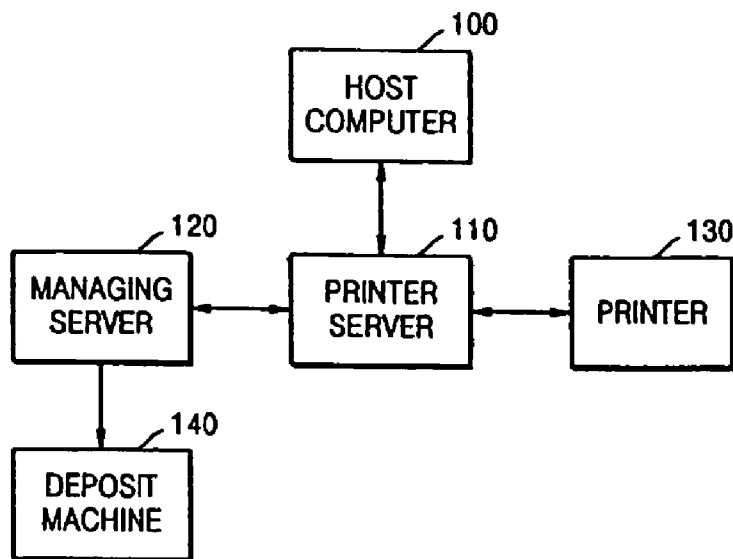 100
HOST
COMPUTER
120
110
130
MANAGING
SERVER
PRINTER
SERVER
PRINTER
140
DEPOSIT
MACHINE